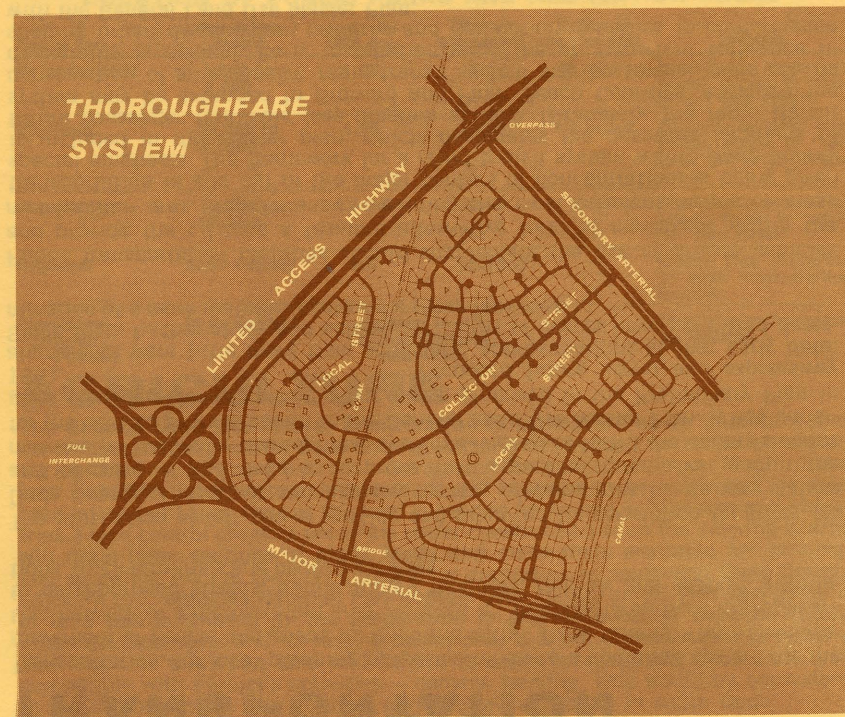 THOROUGHFARE
SYSTEM
OVERPASS
LIMITED ACCESS HIGHWAY
SECONDARY ARTERIAL
LOCAL STREET
CANAL
COLLECTOR STREET
LOCAL STREET
FULL
INTERCHANGE
BRIDGE
MAJOR ARTERIAL
CANAL